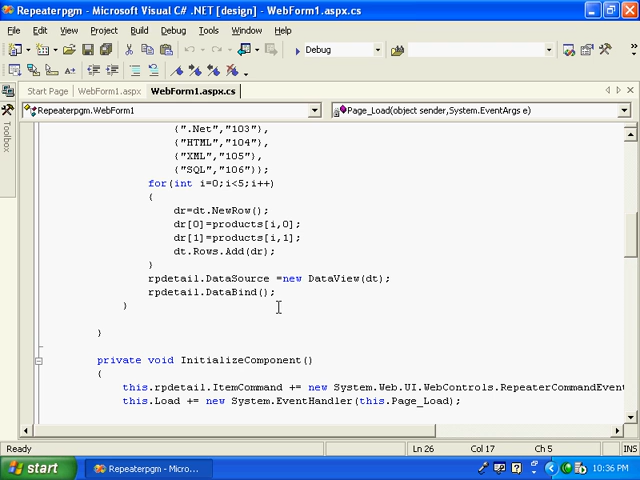 Repeaterpgm - Microsoft Visual C# .NET [design] - WebForm1.aspx.cs
File Edit View Project Build Debug Tools Window Help
Debug
Start Page WebForm1.aspx WebForm1.aspx.cs
Repeaterpgm.WebForm1 Page_Load(object sender,System.EventArgs e)
Toolbox
{".Net","103"},
{"HTML","104"},
{"XML","105"},
{"SQL","106"}};
for(int i=0;i<5;i++)
{
dr=dt.NewRow();
dr[0]=products[i,0];
dr[1]=products[i,1];
dt.Rows.Add(dr);
}
rpdetail.DataSource =new DataView(dt);
rpdetail.DataBind();
}
}
private void InitializeComponent()
{
this.rpdetail.ItemCommand += new System.Web.UI.WebControls.RepeaterCommandEvent
this.Load += new System.EventHandler(this.Page_Load);
Ready Ln 26 Col 17 Ch 5 INS
start Repeaterpgm - Micro... 10:36 PM